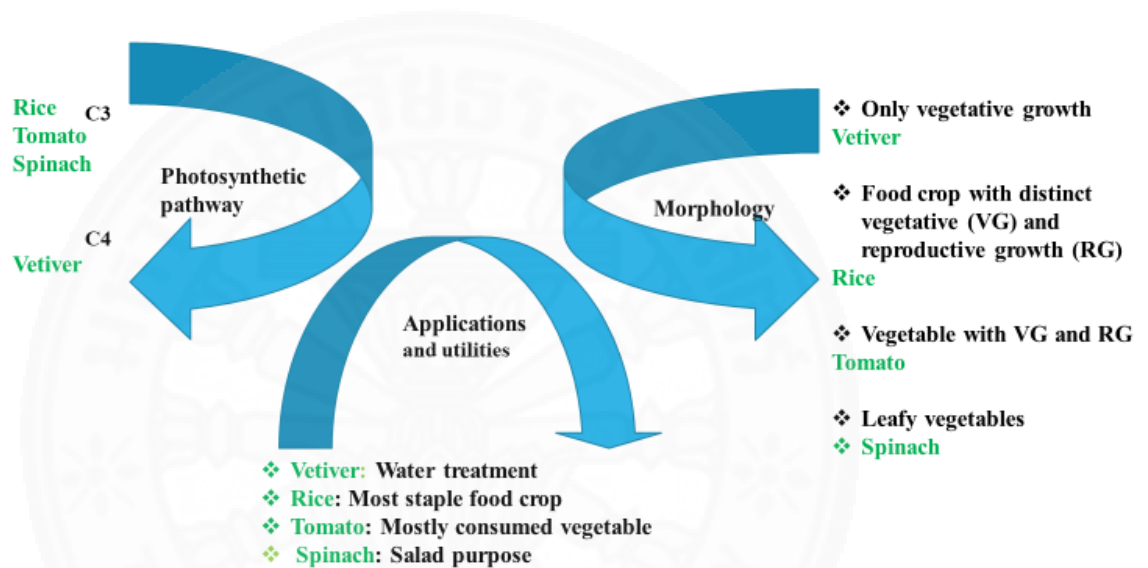 Rice
C3
Tomato
Spinach
Photosynthetic
pathway
C4
Vetiver
Applications
and utilities
❖ Vetiver: Water treatment
❖ Rice: Most staple food crop
❖ Tomato: Mostly consumed vegetable
❖ Spinach: Salad purpose
Morphology
❖ Only vegetative growth
Vetiver
❖ Food crop with distinct
vegetative (VG) and
reproductive growth (RG)
Rice
❖ Vegetable with VG and RG
Tomato
❖ Leafy vegetables
❖ Spinach